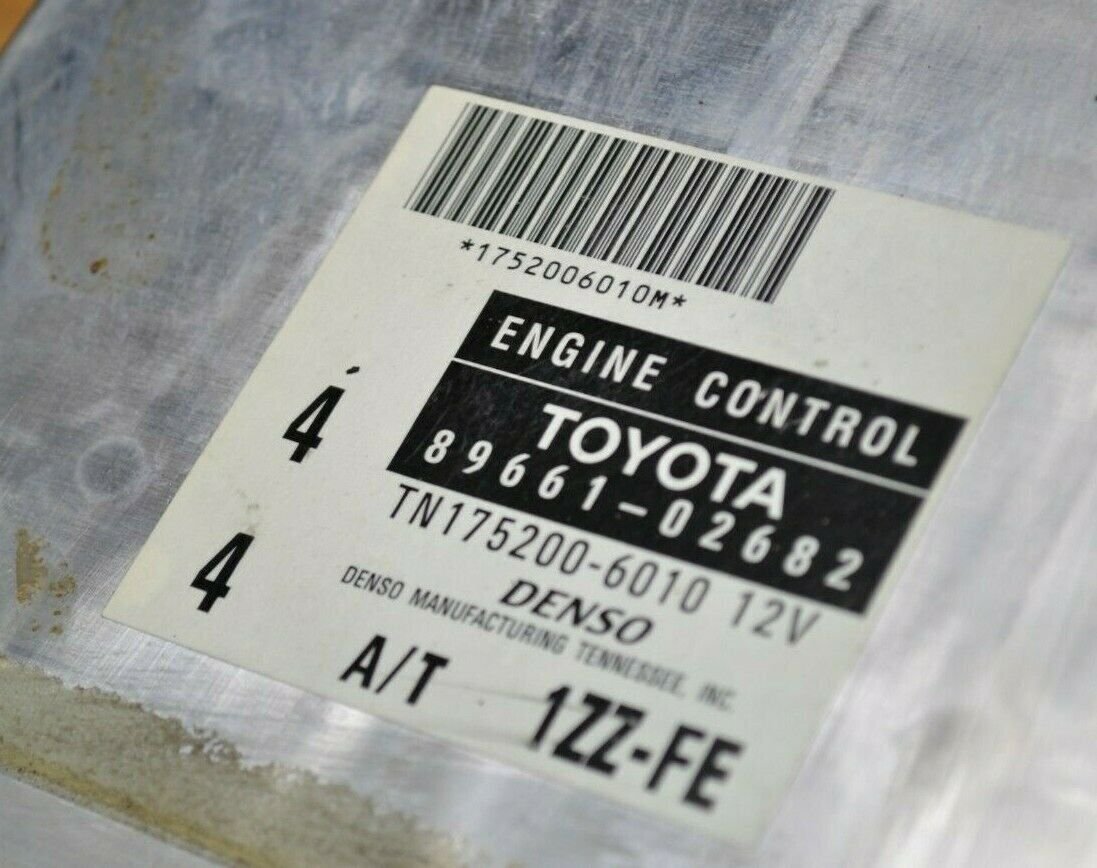 *1752006010M*
ENGINE CONTROL
TOYOTA
89661-02682
TN175200-6010 12V
DENSO
DENSO MANUFACTURING TENNESSEE, INC.
4
4
A/T 1ZZ-FE